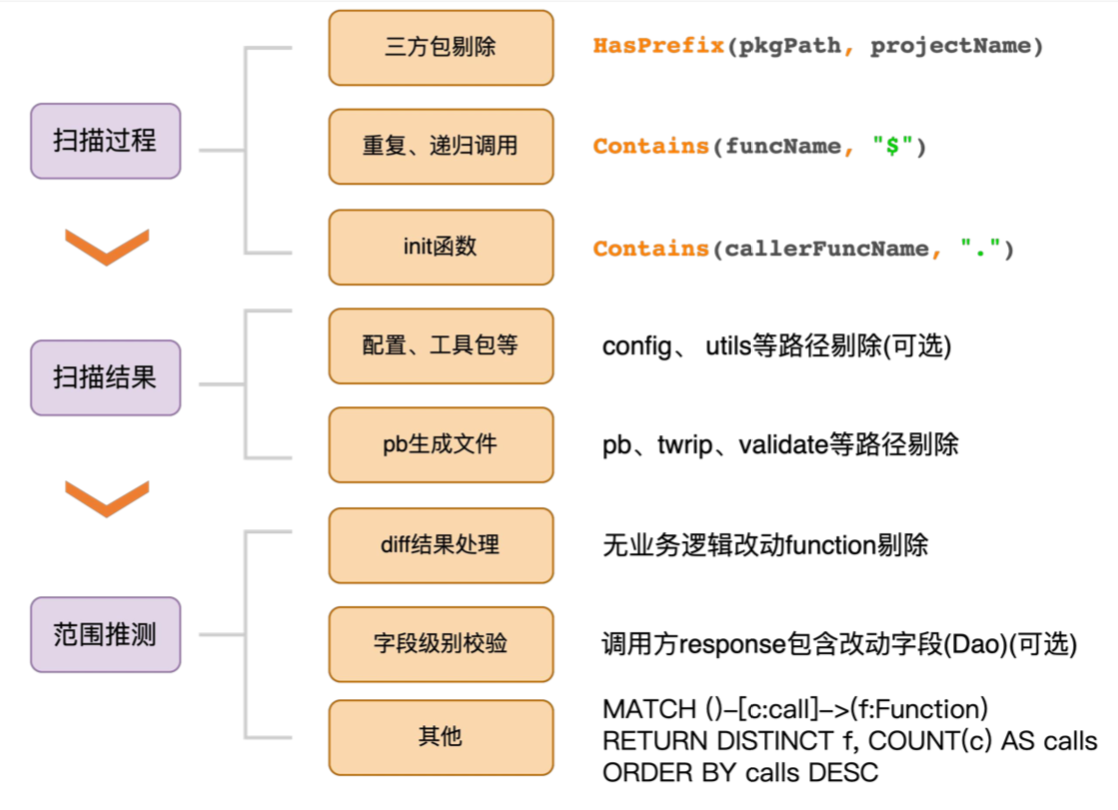 三方包剔除
HasPrefix(pkgPath, projectName)
扫描过程
重复、递归调用
Contains(funcName, "$")
init函数
Contains(callerFuncName, ".")
配置、工具包等
config、 utils等路径剔除(可选)
扫描结果
pb生成文件
pb、twrip、validate等路径剔除
diff结果处理
无业务逻辑改动function剔除
范围推测
字段级别校验
调用方response包含改动字段(Dao)(可选)
其他
MATCH ()–[c:call]–>(f:Function)
RETURN DISTINCT f, COUNT(c) AS calls
ORDER BY calls DESC